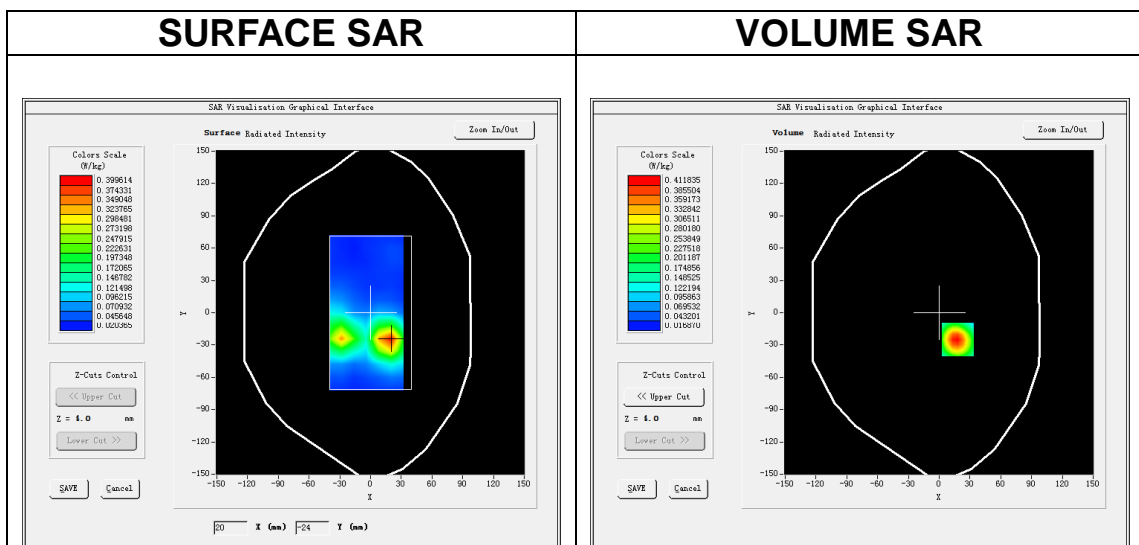 SURFACE SAR
VOLUME SAR
SAR Visualisation Graphical Interface
Surface Radiated Intensity
Zoom In/Out
Colors Scale
(W/kg)
0.399614
0.374331
0.349048
0.323765
0.298481
0.273198
0.247915
0.222631
0.197348
0.172065
0.146782
0.121498
0.096215
0.070932
0.045648
0.020365
150
120
90
60
30
0
-30
-60
-90
-120
-150
Y
-150 -120 -90 -60 -30 0 30 60 90 120 150
X
Z-Cuts Control
<< Upper Cut
Z = 4.0 mm
Lower Cut >>
SAVE Cancel
20 X (mm) -24 Y (mm)
SAR Visualisation Graphical Interface
Volume Radiated Intensity
Zoom In/Out
Colors Scale
(W/kg)
0.411835
0.385504
0.359173
0.332842
0.306511
0.280180
0.253849
0.227518
0.201187
0.174856
0.148525
0.122194
0.095863
0.069532
0.043201
0.016870
150
120
90
60
30
0
-30
-60
-90
-120
-150
Y
-150 -120 -90 -60 -30 0 30 60 90 120 150
X
Z-Cuts Control
<< Upper Cut
Z = 4.0 mm
Lower Cut >>
SAVE Cancel